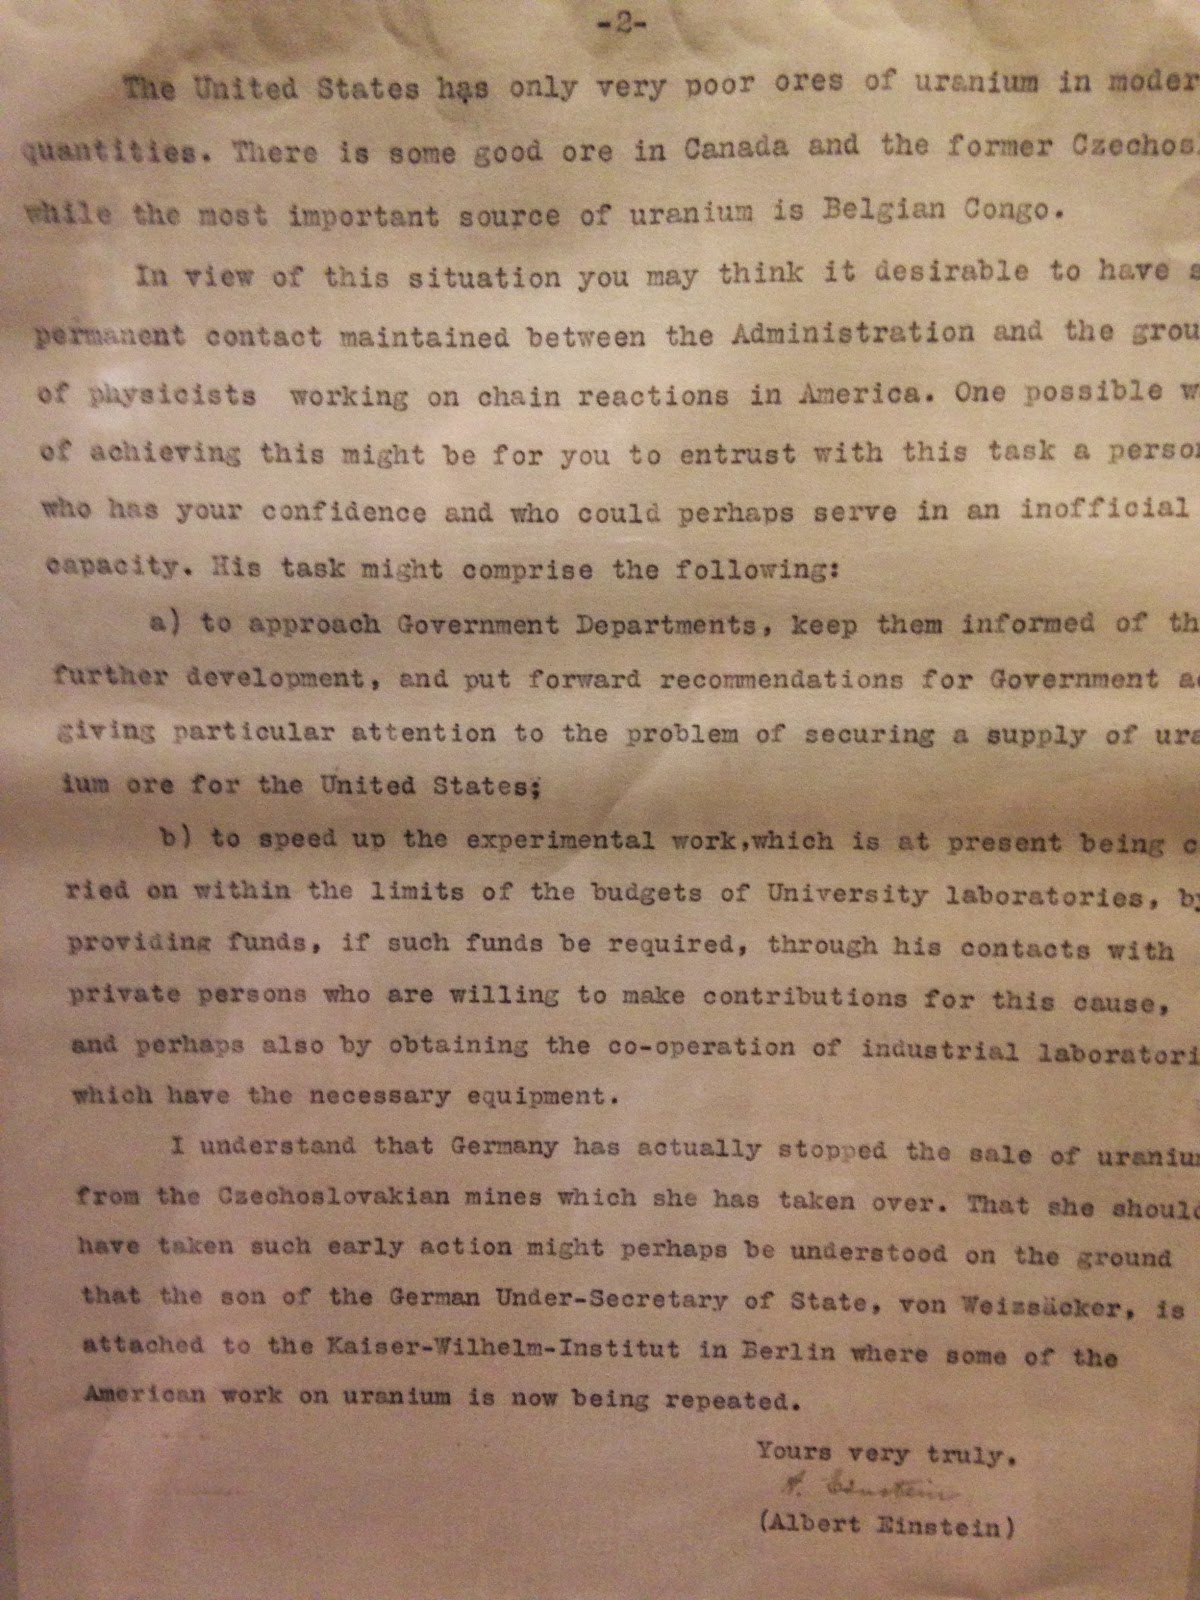 -2-
The United States has only very poor ores of uranium in moder
quantities. There is some good ore in Canada and the former Czechos
while the most important source of uranium is Belgian Congo.
In view of this situation you may think it desirable to have s
permanent contact maintained between the Administration and the grou
of physicists working on chain reactions in America. One possible w
of achieving this might be for you to entrust with this task a person
who has your confidence and who could perhaps serve in an inofficial
capacity. His task might comprise the following:
a) to approach Government Departments, keep them informed of th
further development, and put forward recommendations for Government ac
giving particular attention to the problem of securing a supply of ura
ium ore for the United States;
b) to speed up the experimental work,which is at present being c
ried on within the limits of the budgets of University laboratories, by
providing funds, if such funds be required, through his contacts with
private persons who are willing to make contributions for this cause,
and perhaps also by obtaining the co-operation of industrial laboratori
which have the necessary equipment.
I understand that Germany has actually stopped the sale of uranium
from the Czechoslovakian mines which she has taken over. That she should
have taken such early action might perhaps be understood on the ground
that the son of the German Under-Secretary of State, von Weizsäcker, is
attached to the Kaiser-Wilhelm-Institut in Berlin where some of the
American work on uranium is now being repeated.
Yours very truly.
A. Einstein
(Albert Einstein)